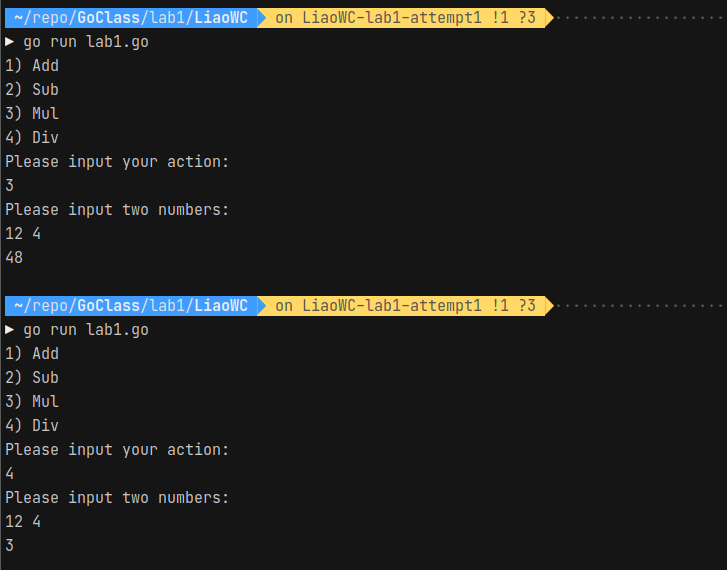 ~/repo/GoClass/lab1/LiaoWC on LiaoWC-lab1-attempt1 !1 ?3
► go run lab1.go
1) Add
2) Sub
3) Mul
4) Div
Please input your action:
3
Please input two numbers:
12 4
48
~/repo/GoClass/lab1/LiaoWC on LiaoWC-lab1-attempt1 !1 ?3
► go run lab1.go
1) Add
2) Sub
3) Mul
4) Div
Please input your action:
4
Please input two numbers:
12 4
3